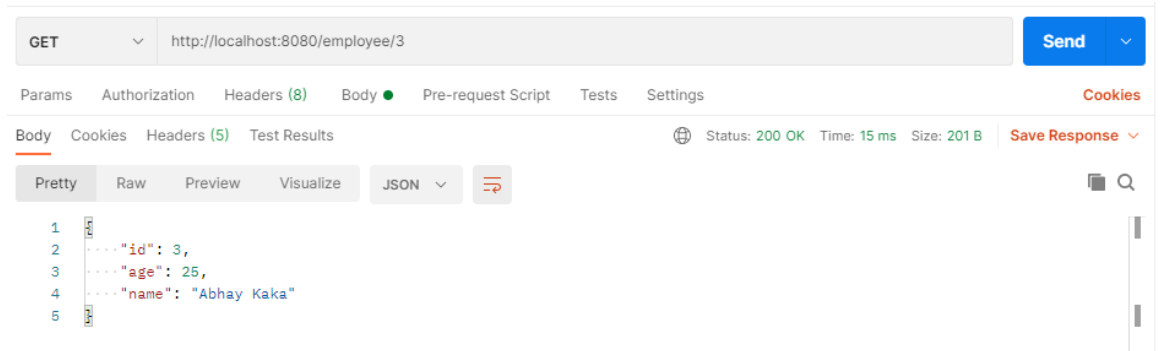 GET http://localhost:8080/employee/3 Send
Params Authorization Headers (8) Body Pre-request Script Tests Settings Cookies
Body Cookies Headers (5) Test Results Status: 200 OK Time: 15 ms Size: 201 B Save Response
Pretty Raw Preview Visualize JSON
1 {
2 "id": 3,
3 "age": 25,
4 "name": "Abhay Kaka"
5 }